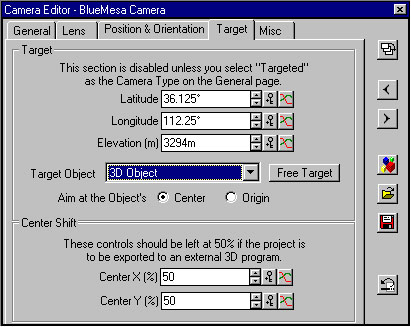 Camera Editor - BlueMesa Camera
General Lens Position & Orientation Target Misc
Target
This section is disabled unless you select "Targeted"
as the Camera Type on the General page.
Latitude 36.125°
Longitude 112.25°
Elevation (m) 3294m
Target Object 3D Object Free Target
Aim at the Object's Center Origin
Center Shift
These controls should be left at 50% if the project is
to be exported to an external 3D program.
Center X (%) 50
Center Y (%) 50